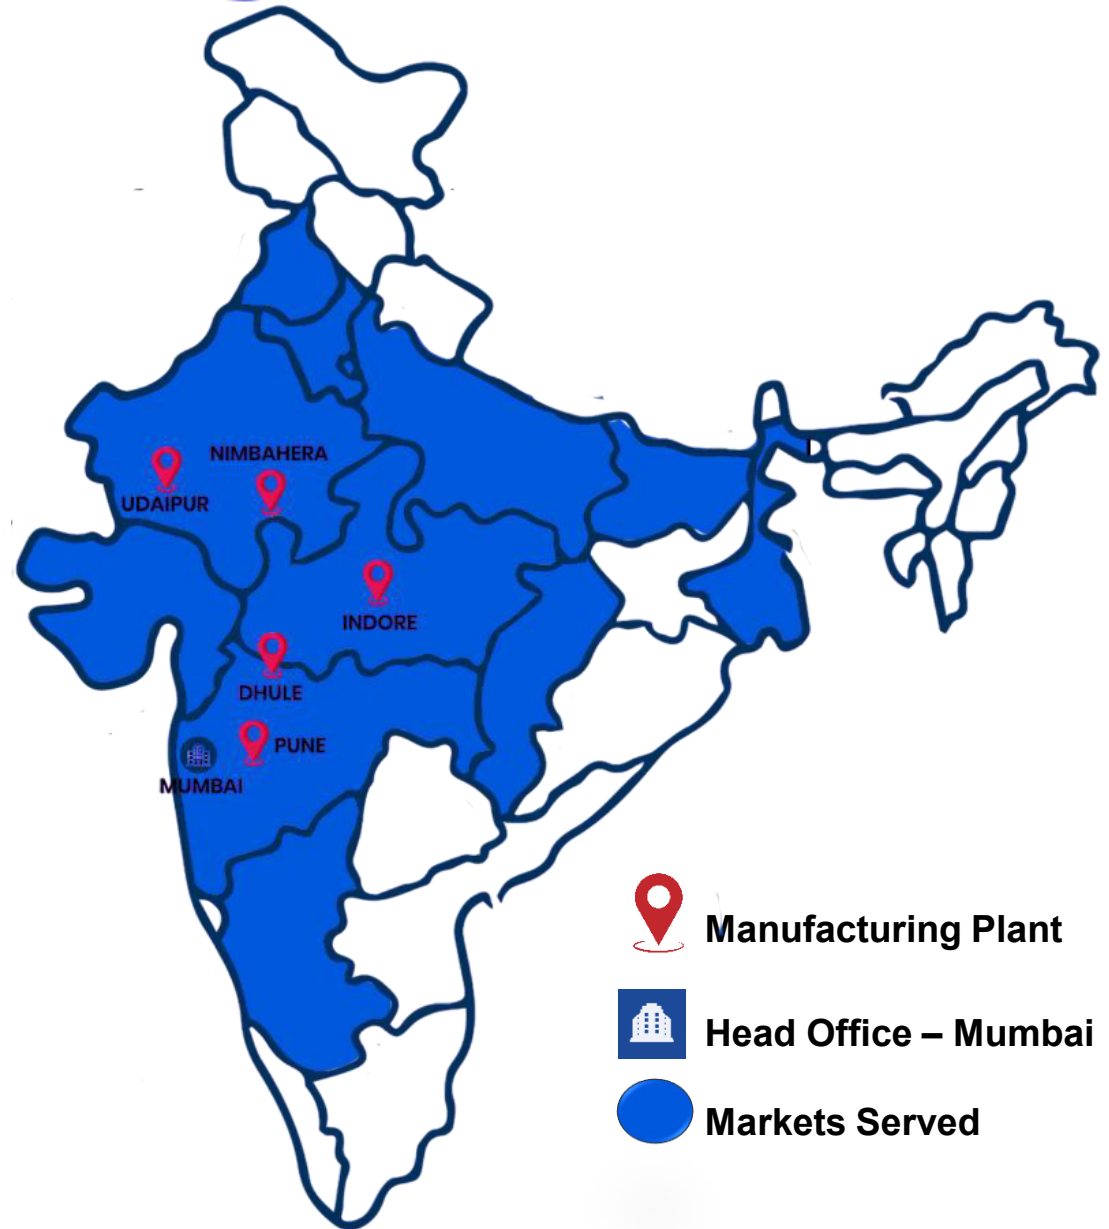 NIMBAHERA
UDAIPUR
INDORE
DHULE
PUNE
MUMBAI
Manufacturing Plant
Head Office – Mumbai
Markets Served